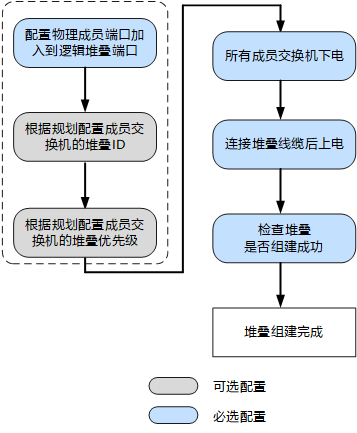 配置物理成员端口加
入到逻辑堆叠端口
根据规划配置成员交
换机的堆叠ID
根据规划配置成员交
换机的堆叠优先级
所有成员交换机下电
连接堆叠线缆后上电
检查堆叠
是否组建成功
堆叠组建完成
可选配置
必选配置